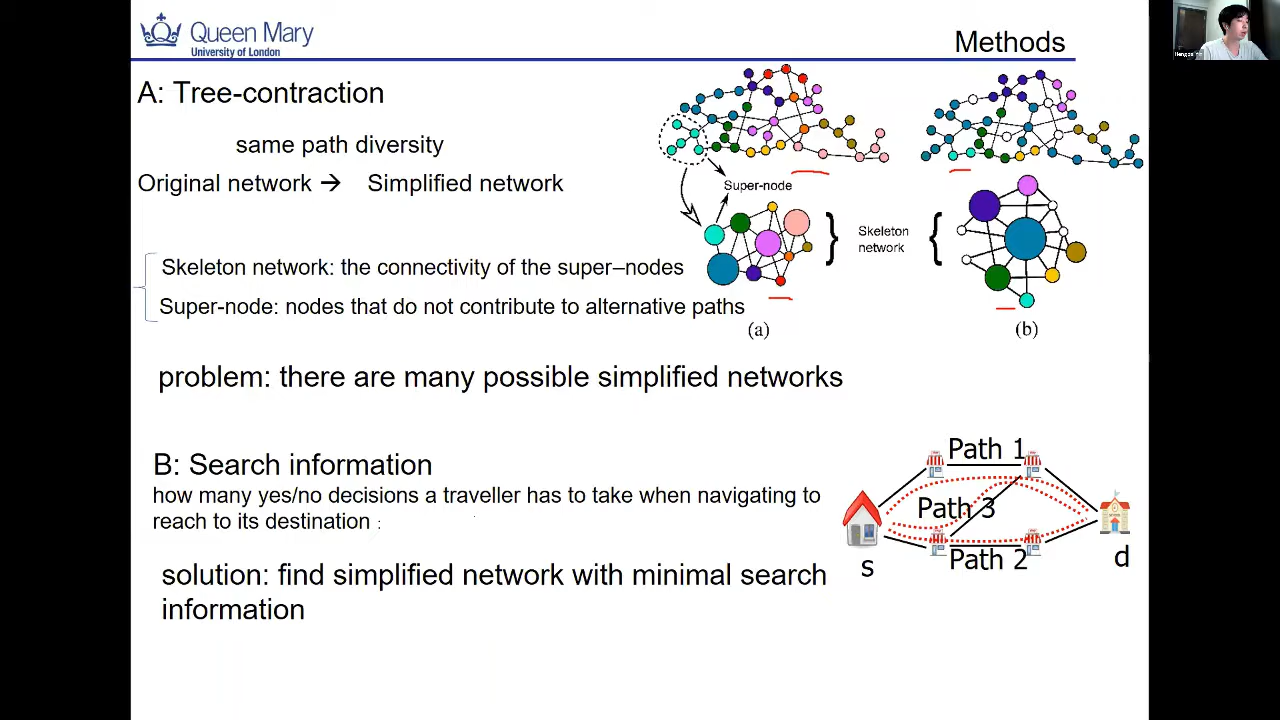 Queen Mary
University of London
Methods
A: Tree-contraction
same path diversity
Original network → Simplified network
Super-node
Skeleton
network
Skeleton network: the connectivity of the super–nodes
Super-node: nodes that do not contribute to alternative paths
(a)
(b)
problem: there are many possible simplified networks
B: Search information
how many yes/no decisions a traveller has to take when navigating to
reach to its destination :
solution: find simplified network with minimal search
information
Path 1
Path 3
Path 2
s
d